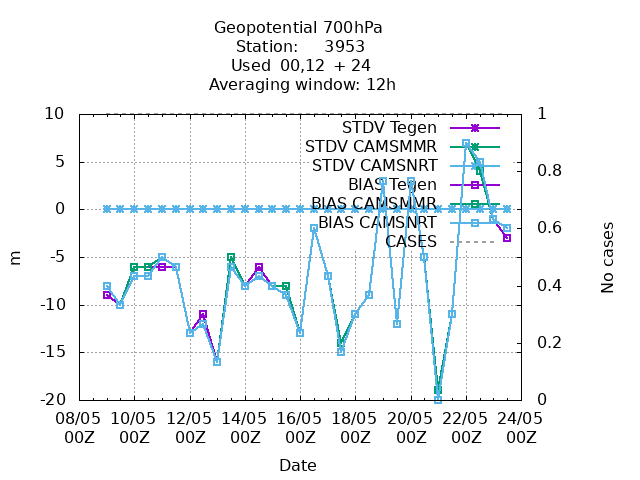 Geopotential 700hPa
Station: 3953
Used 00,12 + 24
Averaging window: 12h
10
5
0
-5
-10
-15
-20
m
1
0.8
0.6
0.4
0.2
0
No cases
STDV Tegen
STDV CAMSMMR
STDV CAMSNRT
BIAS Tegen
BIAS CAMSMMR
BIAS CAMSNRT
CASES
08/05 10/05 12/05 14/05 16/05 18/05 20/05 22/05 24/05
00Z 00Z 00Z 00Z 00Z 00Z 00Z 00Z 00Z
Date